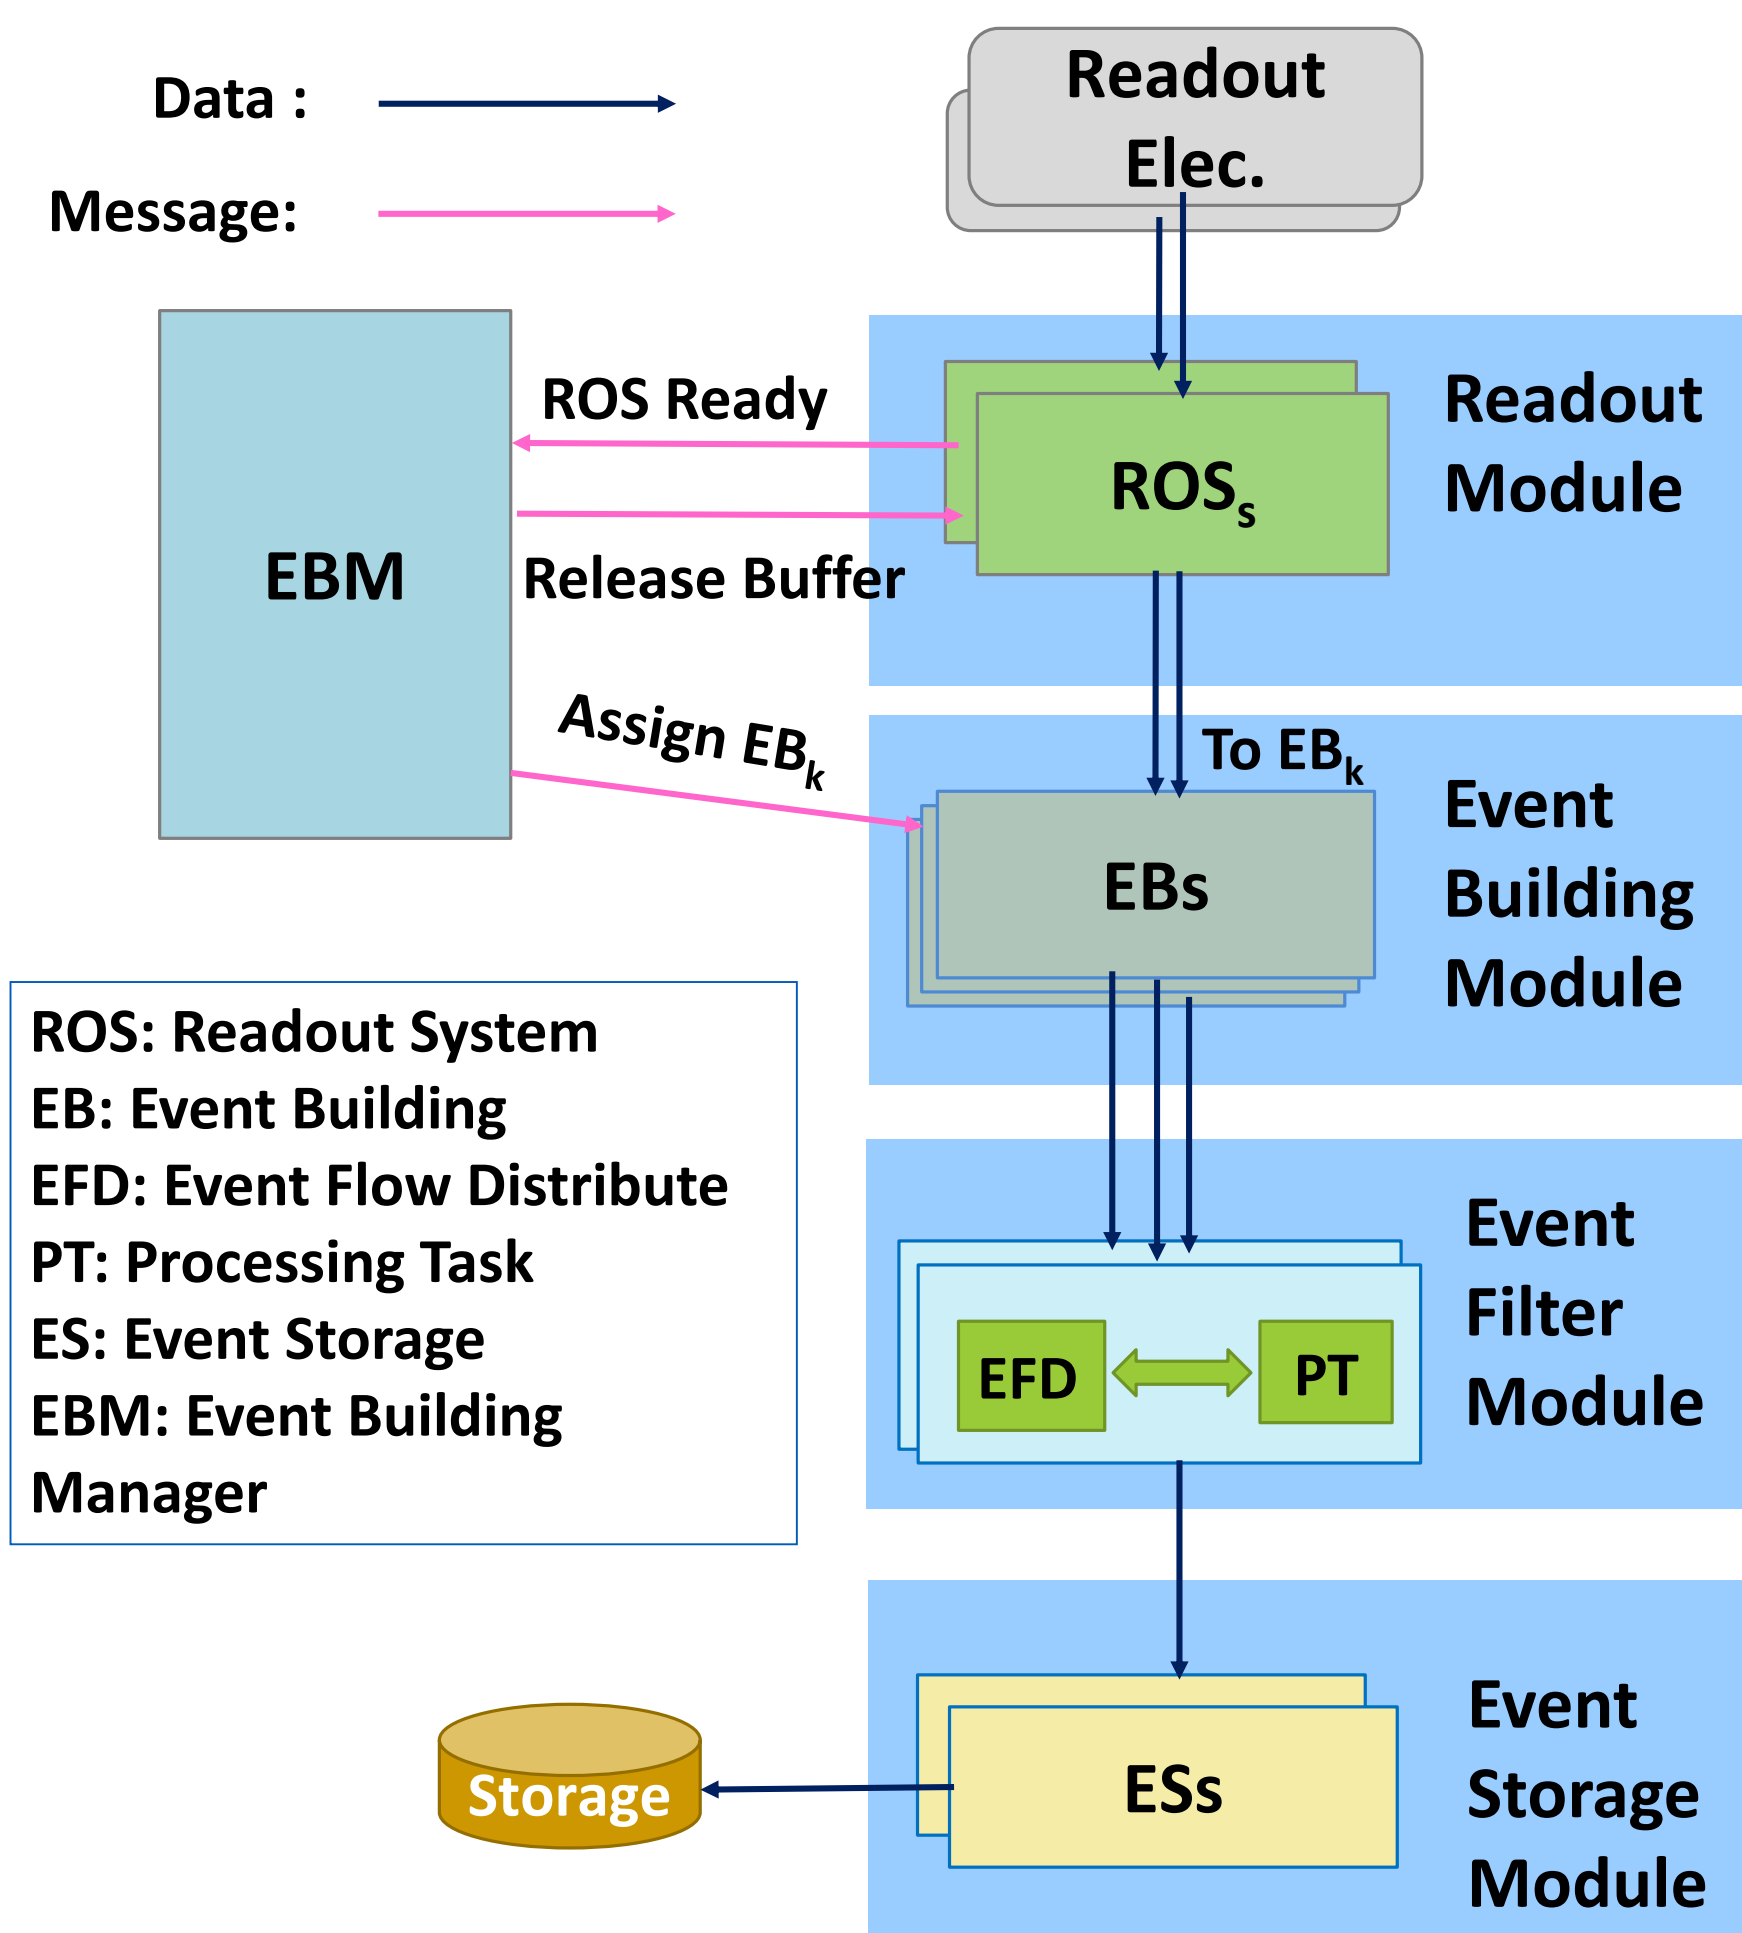 Data :
Message:
Readout
Elec.
ROS Ready
Release Buffer
EBM
Assign EBk
ROSs
Readout
Module
To EBk
EBs
Event
Building
Module
ROS: Readout System
EB: Event Building
EFD: Event Flow Distribute
PT: Processing Task
ES: Event Storage
EBM: Event Building
Manager
EFD
PT
Event
Filter
Module
Storage
ESs
Event
Storage
Module